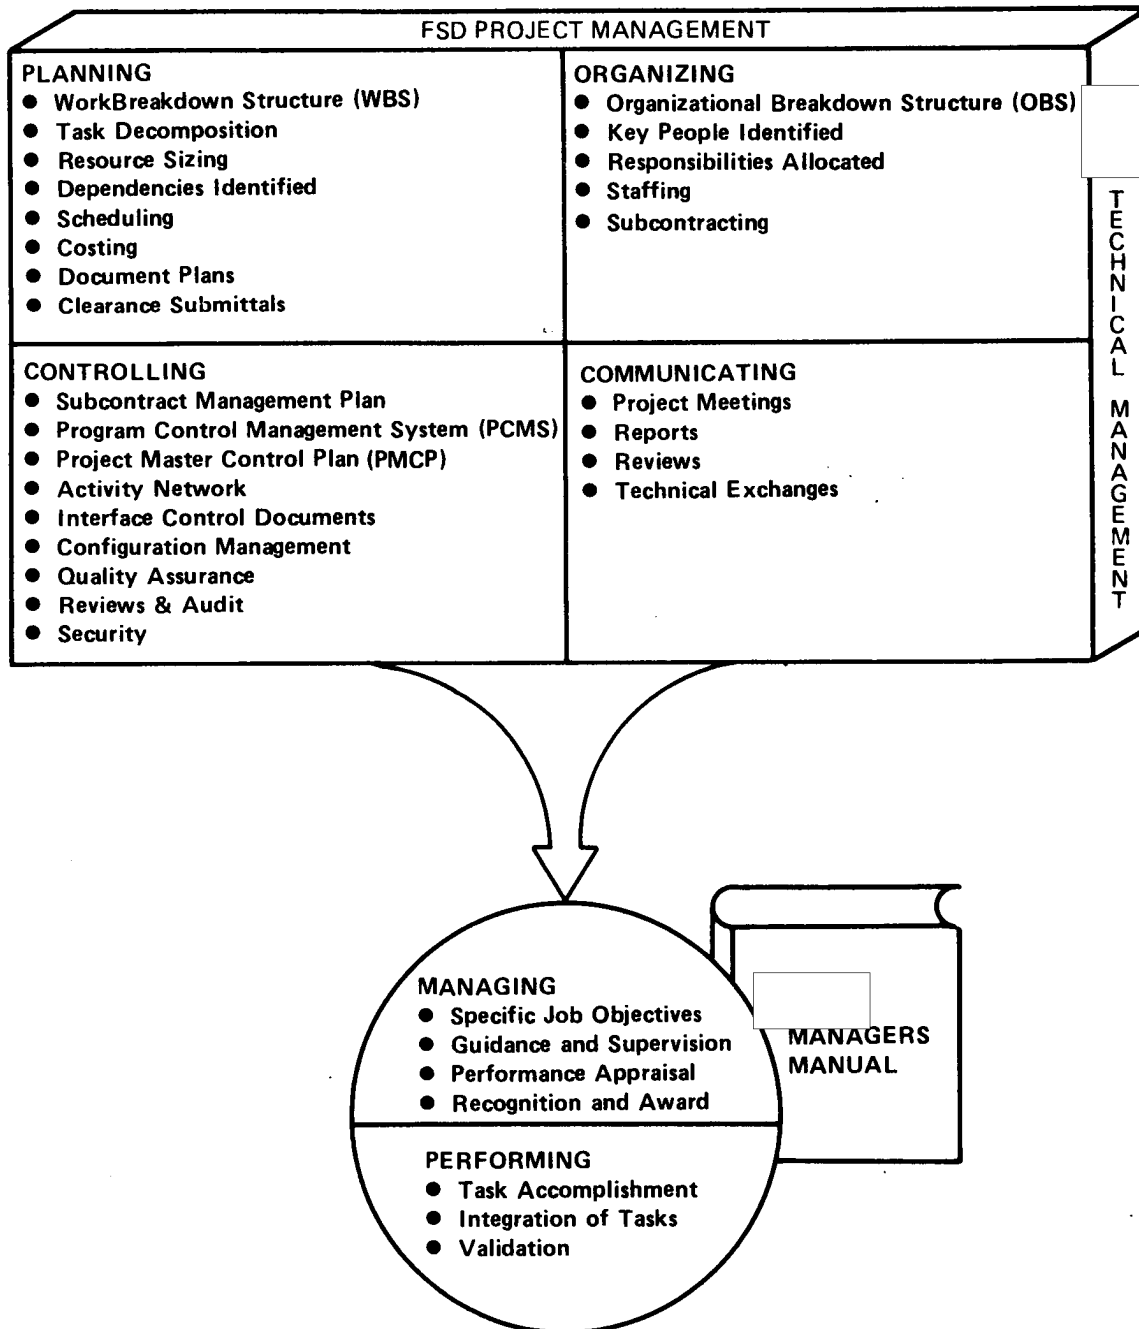 FSD PROJECT MANAGEMENT
PLANNING
● WorkBreakdown Structure (WBS)
● Task Decomposition
● Resource Sizing
● Dependencies Identified
● Scheduling
● Costing
● Document Plans
● Clearance Submittals
ORGANIZING
● Organizational Breakdown Structure (OBS)
● Key People Identified
● Responsibilities Allocated
● Staffing
● Subcontracting
CONTROLLING
● Subcontract Management Plan
● Program Control Management System (PCMS)
● Project Master Control Plan (PMCP)
● Activity Network
● Interface Control Documents
● Configuration Management
● Quality Assurance
● Reviews & Audit
● Security
COMMUNICATING
● Project Meetings
● Reports
● Reviews
● Technical Exchanges
TECHNICAL MANAGEMENT
MANAGING
● Specific Job Objectives
● Guidance and Supervision
● Performance Appraisal
● Recognition and Award
PERFORMING
● Task Accomplishment
● Integration of Tasks
● Validation
MANAGERS
MANUAL